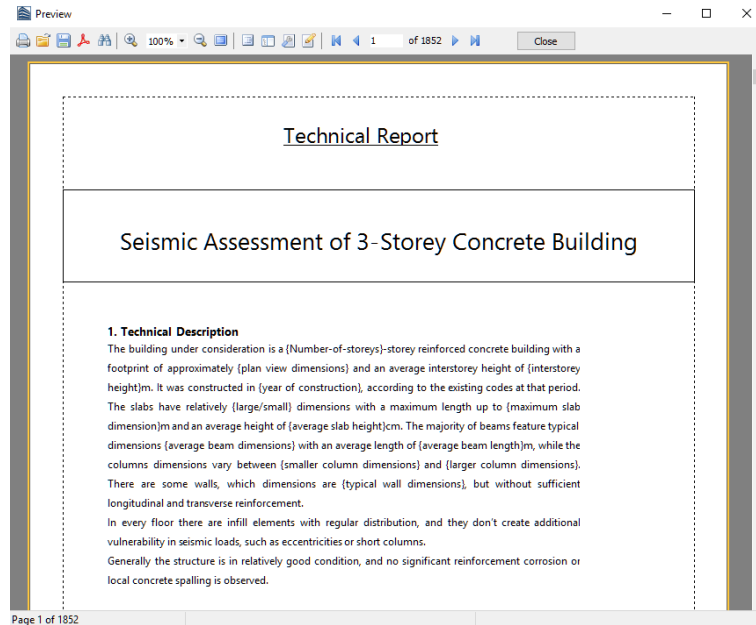 Preview
100%
1 of 1852
Close
Technical Report
Seismic Assessment of 3-Storey Concrete Building
1. Technical Description
The building under consideration is a {Number-of-storeys}-storey reinforced concrete building with a
footprint of approximately {plan view dimensions} and an average interstorey height of {interstorey
height}m. It was constructed in {year of construction}, according to the existing codes at that period.
The slabs have relatively {large/small} dimensions with a maximum length up to {maximum slab
dimension}m and an average height of {average slab height}cm. The majority of beams feature typical
dimensions {average beam dimensions} with an average length of {average beam length}m, while the
columns dimensions vary between {smaller column dimensions} and {larger column dimensions}.
There are some walls, which dimensions are {typical wall dimensions}, but without sufficient
longitudinal and transverse reinforcement.
In every floor there are infill elements with regular distribution, and they don't create additional
vulnerability in seismic loads, such as eccentricities or short columns.
Generally the structure is in relatively good condition, and no significant reinforcement corrosion or
local concrete spalling is observed.
Page 1 of 1852